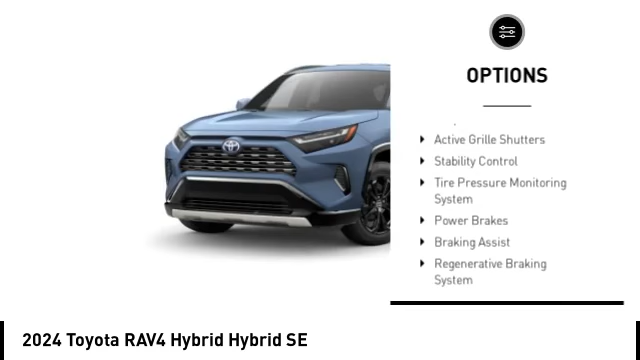 OPTIONS
Active Grille Shutters
Stability Control
Tire Pressure Monitoring
System
Power Brakes
Braking Assist
Regenerative Braking
System
2024 Toyota RAV4 Hybrid Hybrid SE